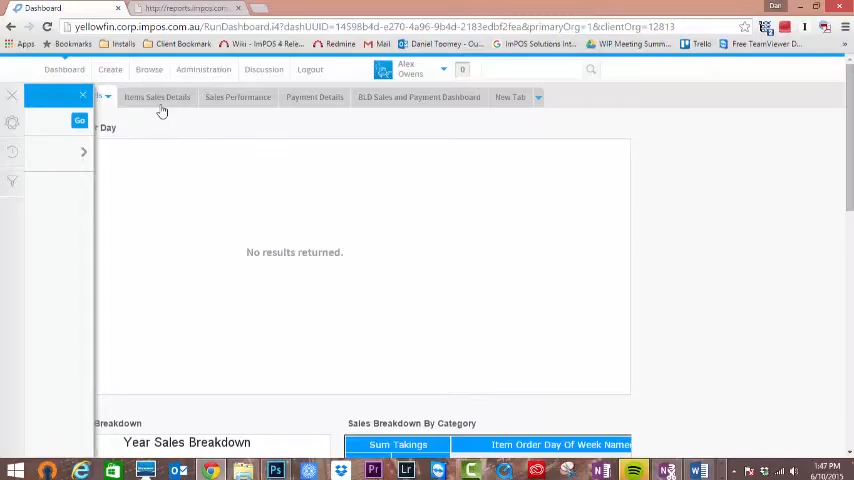 Dashboard
http://reports.impos.com...
Dan
yellowfin.corp.impos.com.au/RunDashboard.i4?dashUUID=14598b4d-e270-4a96-9b4d-2183edbf2fea&primaryOrg=1&clientOrg=12813
Apps Bookmarks Installs Client Bookmark Wiki - ImPOS 4 Rele... Redmine Mail Daniel Toomey - Out... ImPOS Solutions Int... WIP Meeting Summ... Trello Free TeamViewer D...
Dashboard Create Browse Administration Discussion Logout
Alex Owens
0
Items Sales Details Sales Performance Payment Details BLD Sales and Payment Dashboard New Tab
Go
r Day
No results returned.
Breakdown
Sales Breakdown By Category
Year Sales Breakdown
Sum Takings Item Order Day Of Week Name
1:47 PM
6/10/2015